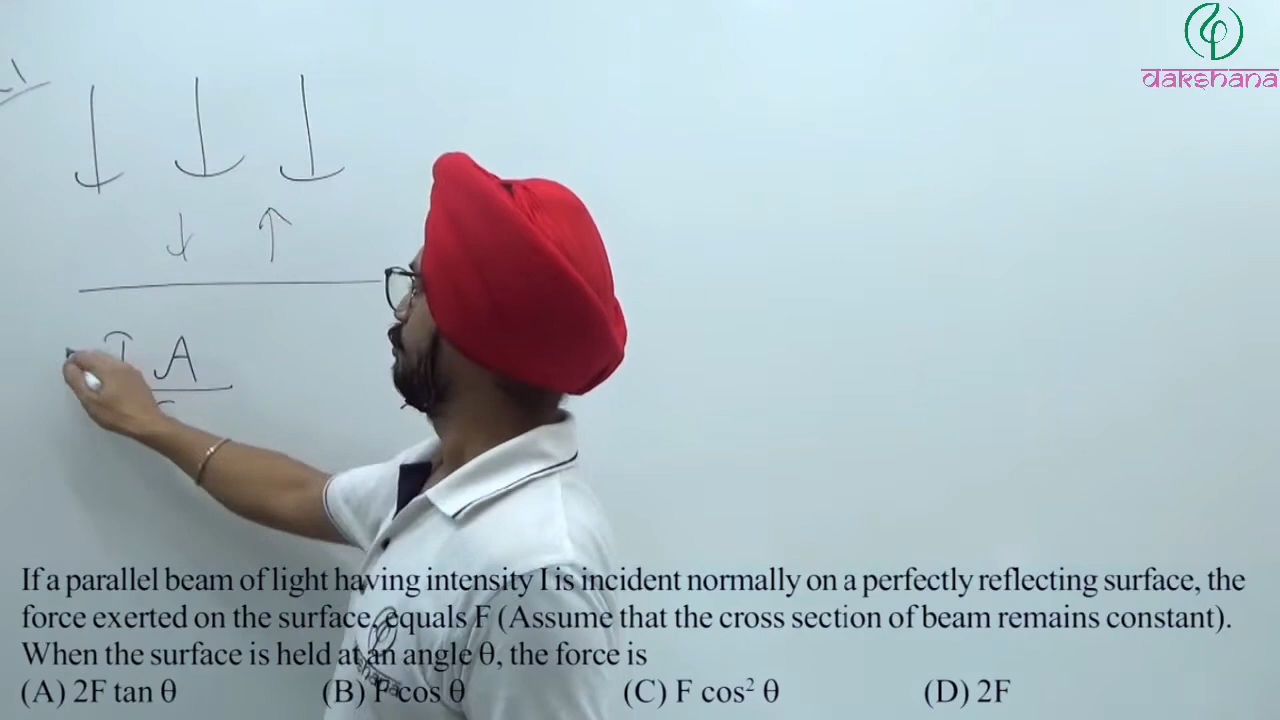 dakshana
I A
If a parallel beam of light having intensity I is incident normally on a perfectly reflecting surface, the
force exerted on the surface, equals F (Assume that the cross section of beam remains constant).
When the surface is held at an angle θ, the force is
(A) 2F tan θ (B) F cos θ (C) F cos² θ (D) 2F